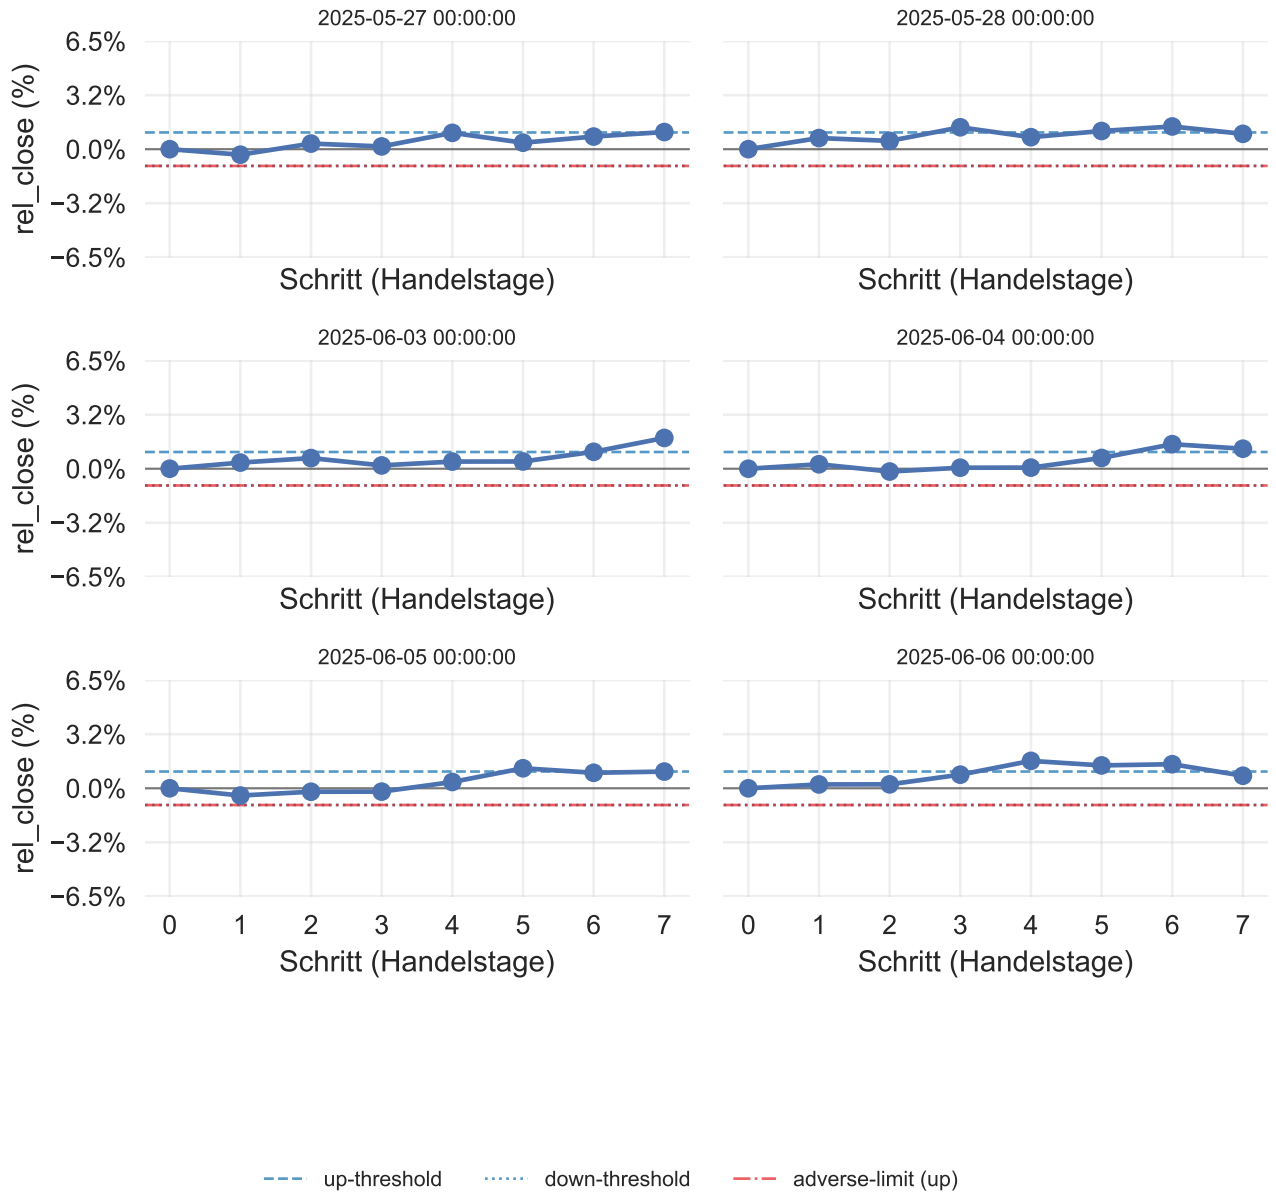 2025-05-27 00:00:00
2025-05-28 00:00:00
6.5%
3.2%
0.0%
−3.2%
−6.5%
rel_close (%)
Schritt (Handelstage)
Schritt (Handelstage)
2025-06-03 00:00:00
2025-06-04 00:00:00
6.5%
3.2%
0.0%
−3.2%
−6.5%
rel_close (%)
Schritt (Handelstage)
Schritt (Handelstage)
2025-06-05 00:00:00
2025-06-06 00:00:00
6.5%
3.2%
0.0%
−3.2%
−6.5%
rel_close (%)
0 1 2 3 4 5 6 7
0 1 2 3 4 5 6 7
Schritt (Handelstage)
Schritt (Handelstage)
up-threshold
down-threshold
adverse-limit (up)